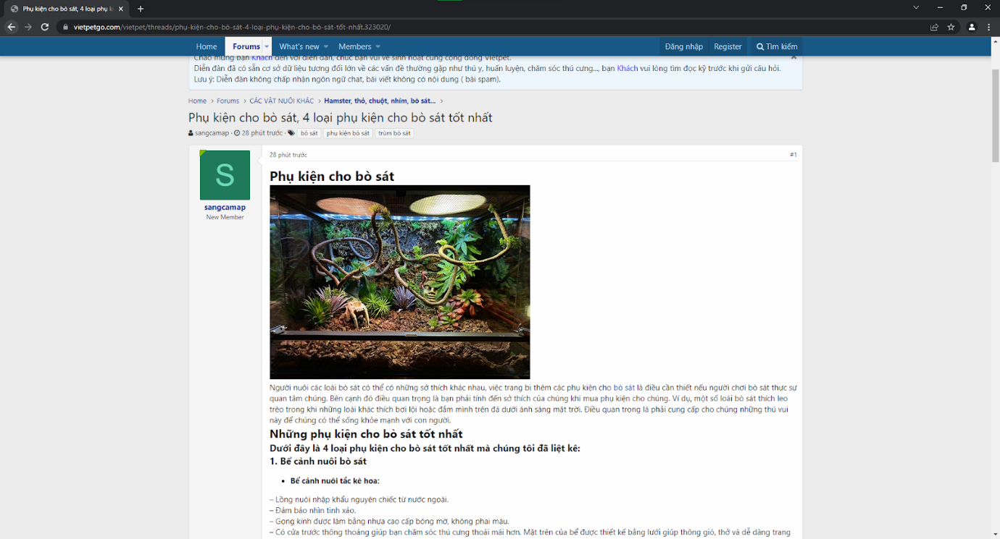 Phụ kiện cho bò sát, 4 loại phụ ki
vietpetgo.com/vietpet/threads/phụ-kiện-cho-bò-sát-4-loại-phụ-kiện-cho-bò-sát-tốt-nhất.323020/
Home Forums What's new Members Đăng nhập Register Tìm kiếm
Chào mừng bạn Khách đến với diễn đàn, chúc bạn vui vẻ sinh hoạt cùng cộng đồng Vietpet.
Diễn đàn đã có sẵn cơ sở dữ liệu tương đối lớn về các vấn đề thường gặp như thú y, huấn luyện, chăm sóc thú cưng..., bạn Khách vui lòng tìm đọc kỹ trước khi gửi câu hỏi.
Lưu ý: Diễn đàn không chấp nhận ngôn ngữ chat, bài viết không có nội dung ( bài spam).
Home › Forums › CÁC VẬT NUÔI KHÁC › Hamster, thỏ, chuột, nhím, bò sát... ›
Phụ kiện cho bò sát, 4 loại phụ kiện cho bò sát tốt nhất
sangcamap · 28 phút trước · bò sát phụ kiện bò sát trùm bò sát
28 phút trước #1
S
sangcamap
New Member
Phụ kiện cho bò sát
Người nuôi các loài bò sát có thể có những sở thích khác nhau, việc trang bị thêm các phụ kiện cho bò sát là điều cần thiết nếu người chơi bò sát thực sự
quan tâm chúng. Bên cạnh đó điều quan trọng là bạn phải tính đến sở thích của chúng khi mua phụ kiện cho chúng. Ví dụ, một số loài bò sát thích leo
trèo trong khi những loài khác thích bơi lội hoặc đắm mình trên đá dưới ánh sáng mặt trời. Điều quan trọng là phải cung cấp cho chúng những thú vui
này để chúng có thể sống khỏe mạnh với con người.
Những phụ kiện cho bò sát tốt nhất
Dưới đây là 4 loại phụ kiện cho bò sát tốt nhất mà chúng tôi đã liệt kê:
1. Bể cảnh nuôi bò sát
• Bể cảnh nuôi tắc kè hoa:
– Lồng nuôi nhập khẩu nguyên chiếc từ nước ngoài.
– Đảm bảo nhìn tinh xảo.
– Gọng kính được làm bằng nhựa cao cấp bóng mờ, không phai màu.
– Có cửa trước thông thoáng giúp bạn chăm sóc thú cưng thoải mái hơn. Mặt trên của bể được thiết kế bằng lưới giúp thông gió, thở và dễ dàng trang